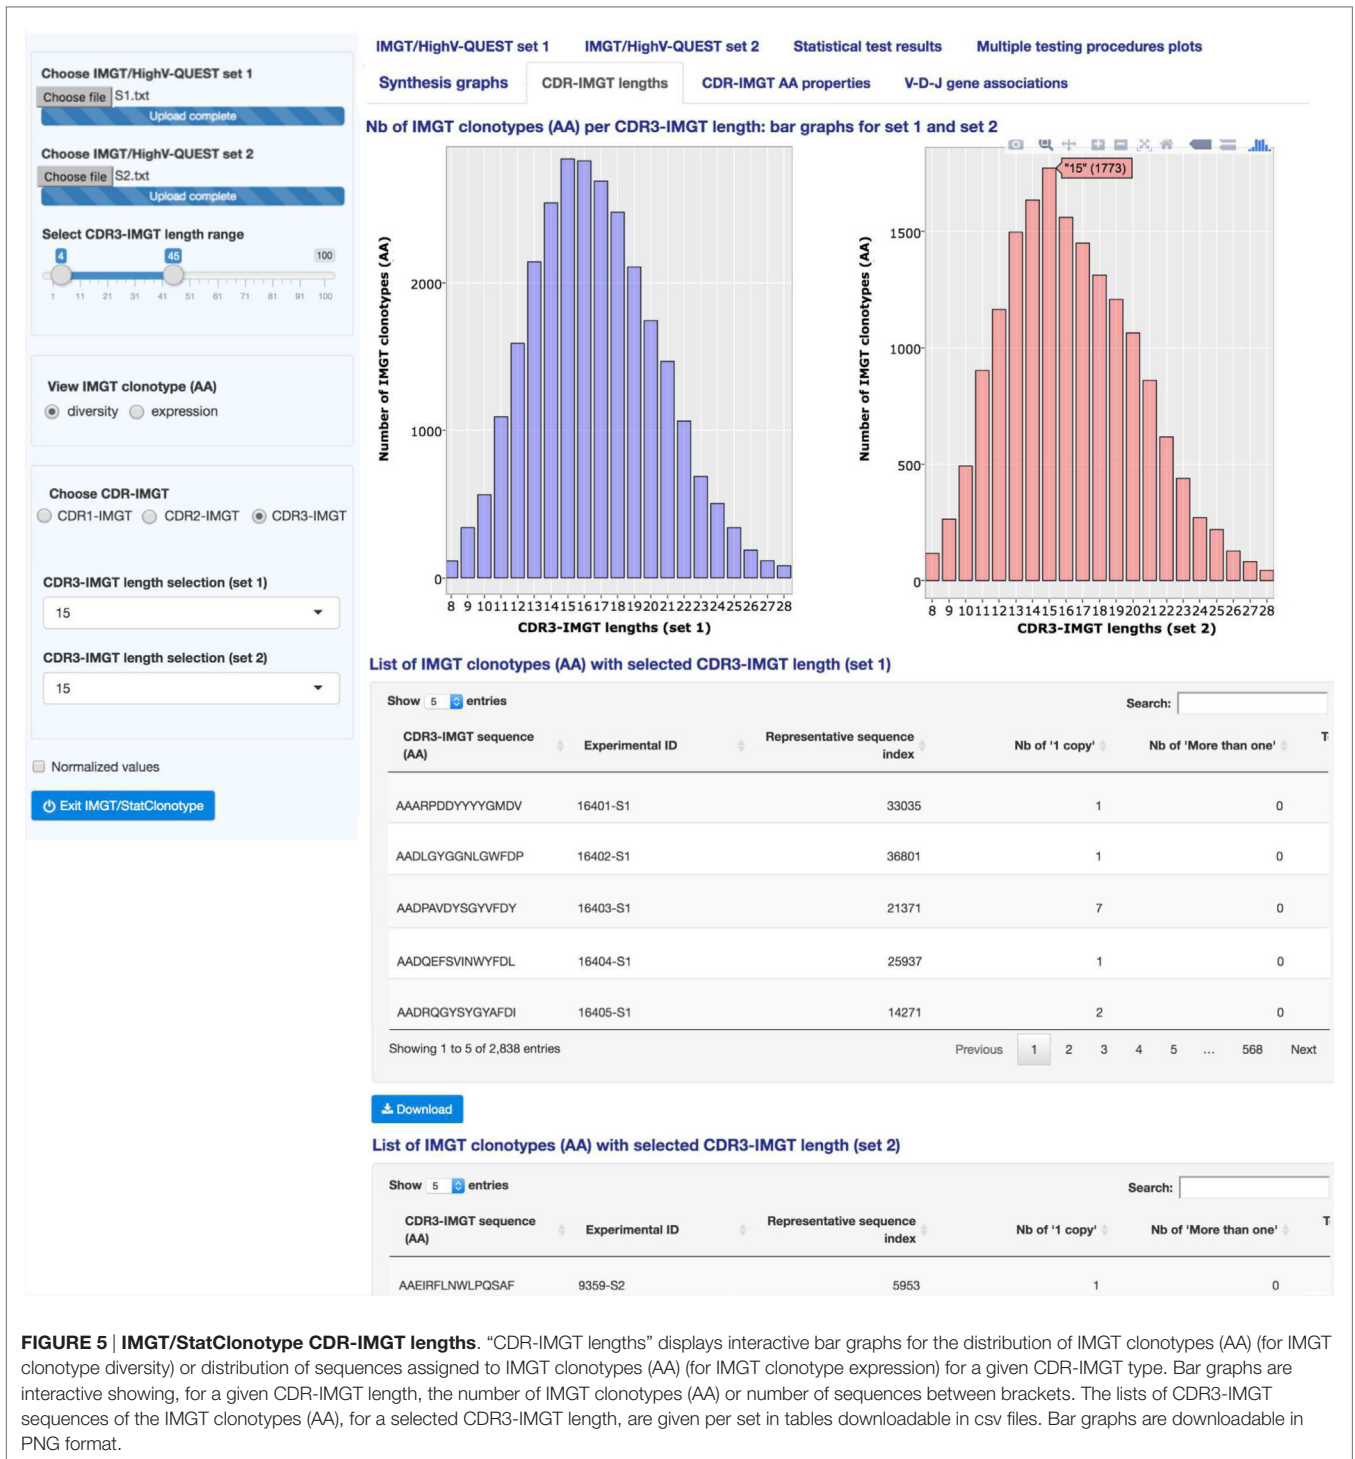 Choose IMGT/HighV-QUEST set 1
Choose file S1.txt
Upload complete
Choose IMGT/HighV-QUEST set 2
Choose file S2.txt
Upload complete
Select CDR3-IMGT length range
4 45 100
1 11 21 31 41 51 61 71 81 91 100
View IMGT clonotype (AA)
diversity expression
Choose CDR-IMGT
CDR1-IMGT CDR2-IMGT CDR3-IMGT
CDR3-IMGT length selection (set 1)
15
CDR3-IMGT length selection (set 2)
15
Normalized values
Exit IMGT/StatClonotype
IMGT/HighV-QUEST set 1 IMGT/HighV-QUEST set 2 Statistical test results Multiple testing procedures plots
Synthesis graphs CDR-IMGT lengths CDR-IMGT AA properties V-D-J gene associations
Nb of IMGT clonotypes (AA) per CDR3-IMGT length: bar graphs for set 1 and set 2
Number of IMGT clonotypes (AA)
2000
1000
0
8 9 10 11 12 13 14 15 16 17 18 19 20 21 22 23 24 25 26 27 28
CDR3-IMGT lengths (set 1)
"15" (1773)
Number of IMGT clonotypes (AA)
1500
1000
500
0
8 9 10 11 12 13 14 15 16 17 18 19 20 21 22 23 24 25 26 27 28
CDR3-IMGT lengths (set 2)
List of IMGT clonotypes (AA) with selected CDR3-IMGT length (set 1)
Show 5 entries Search:
CDR3-IMGT sequence (AA) Experimental ID Representative sequence index Nb of '1 copy' Nb of 'More than one' T
AAARPDDYYYYGMDV 16401-S1 33035 1 0
AADLGYGGNLGWFDP 16402-S1 36801 1 0
AADPAVDYSGYVFDY 16403-S1 21371 7 0
AADQEFSVINWYFDL 16404-S1 25937 1 0
AADRQGYSYGYAFDI 16405-S1 14271 2 0
Showing 1 to 5 of 2,838 entries Previous 1 2 3 4 5 ... 568 Next
Download
List of IMGT clonotypes (AA) with selected CDR3-IMGT length (set 2)
Show 5 entries Search:
CDR3-IMGT sequence (AA) Experimental ID Representative sequence index Nb of '1 copy' Nb of 'More than one' T
AAEIRFLNWLPQSAF 9359-S2 5953 1 0
FIGURE 5 | IMGT/StatClonotype CDR-IMGT lengths. “CDR-IMGT lengths” displays interactive bar graphs for the distribution of IMGT clonotypes (AA) (for IMGT
clonotype diversity) or distribution of sequences assigned to IMGT clonotypes (AA) (for IMGT clonotype expression) for a given CDR-IMGT type. Bar graphs are
interactive showing, for a given CDR-IMGT length, the number of IMGT clonotypes (AA) or number of sequences between brackets. The lists of CDR3-IMGT
sequences of the IMGT clonotypes (AA), for a selected CDR3-IMGT length, are given per set in tables downloadable in csv files. Bar graphs are downloadable in
PNG format.